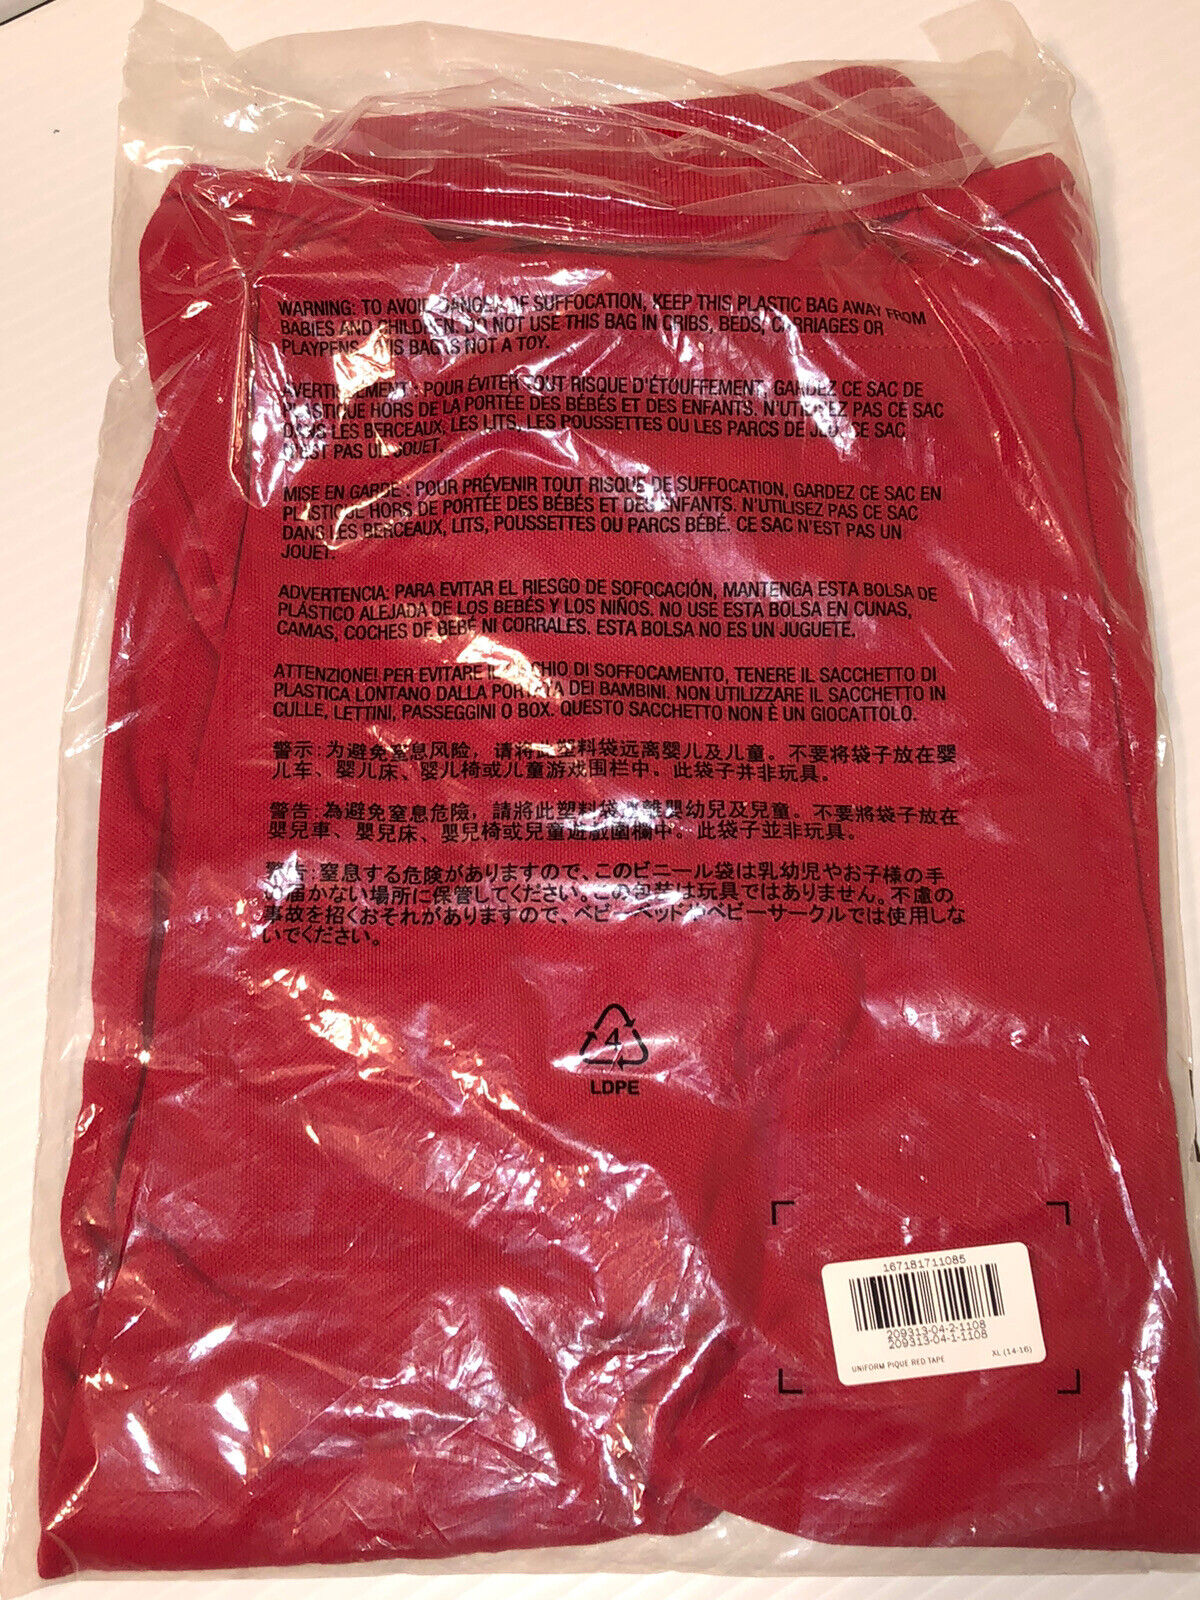 WARNING: TO AVOID DANGER OF SUFFOCATION, KEEP THIS PLASTIC BAG AWAY FROM
BABIES AND CHILDREN. DO NOT USE THIS BAG IN CRIBS, BEDS, CARRIAGES OR
PLAYPENS. THIS BAG IS NOT A TOY.
AVERTISSEMENT : POUR ÉVITER TOUT RISQUE D'ÉTOUFFEMENT, GARDEZ CE SAC DE
PLASTIQUE HORS DE LA PORTÉE DES BÉBÉS ET DES ENFANTS. N'UTILISEZ PAS CE SAC
DANS LES BERCEAUX, LES LITS, LES POUSSETTES OU LES PARCS DE JEU. CE SAC
N'EST PAS UN JOUET.
MISE EN GARDE : POUR PRÉVENIR TOUT RISQUE DE SUFFOCATION, GARDEZ CE SAC EN
PLASTIQUE HORS DE PORTÉE DES BÉBÉS ET DES ENFANTS. N'UTILISEZ PAS CE SAC
DANS LES BERCEAUX, LITS, POUSSETTES OU PARCS BÉBÉ. CE SAC N'EST PAS UN
JOUET.
ADVERTENCIA: PARA EVITAR EL RIESGO DE SOFOCACIÓN, MANTENGA ESTA BOLSA DE
PLÁSTICO ALEJADA DE LOS BEBÉS Y LOS NIÑOS. NO USE ESTA BOLSA EN CUNAS,
CAMAS, COCHES DE BEBÉ NI CORRALES. ESTA BOLSA NO ES UN JUGUETE.
ATTENZIONE! PER EVITARE IL RISCHIO DI SOFFOCAMENTO, TENERE IL SACCHETTO DI
PLASTICA LONTANO DALLA PORTATA DEI BAMBINI. NON UTILIZZARE IL SACCHETTO IN
CULLE, LETTINI, PASSEGGINI O BOX. QUESTO SACCHETTO NON È UN GIOCATTOLO.
警示：为避免窒息风险，请将此塑料袋远离婴儿及儿童。不要将袋子放在婴
儿车、婴儿床、婴儿椅或儿童游戏围栏中。此袋子并非玩具。
警告：為避免窒息危險，請將此塑料袋遠離嬰幼兒及兒童。不要將袋子放在
嬰兒車、嬰兒床、嬰兒椅或兒童遊戲圍欄中。此袋子並非玩具。
警告：窒息する危険がありますので、このビニール袋は乳幼児やお子様の手
の届かない場所に保管してください。この包装は玩具ではありません。不慮の
事故を招くおそれがありますので、ベビーベッドやベビーサークルでは使用しな
いでください。
4
LDPE
167181711085
209313-04-2-1108
209313-04-1-1108
UNIFORM PIQUE RED TAPE XL (14-16)